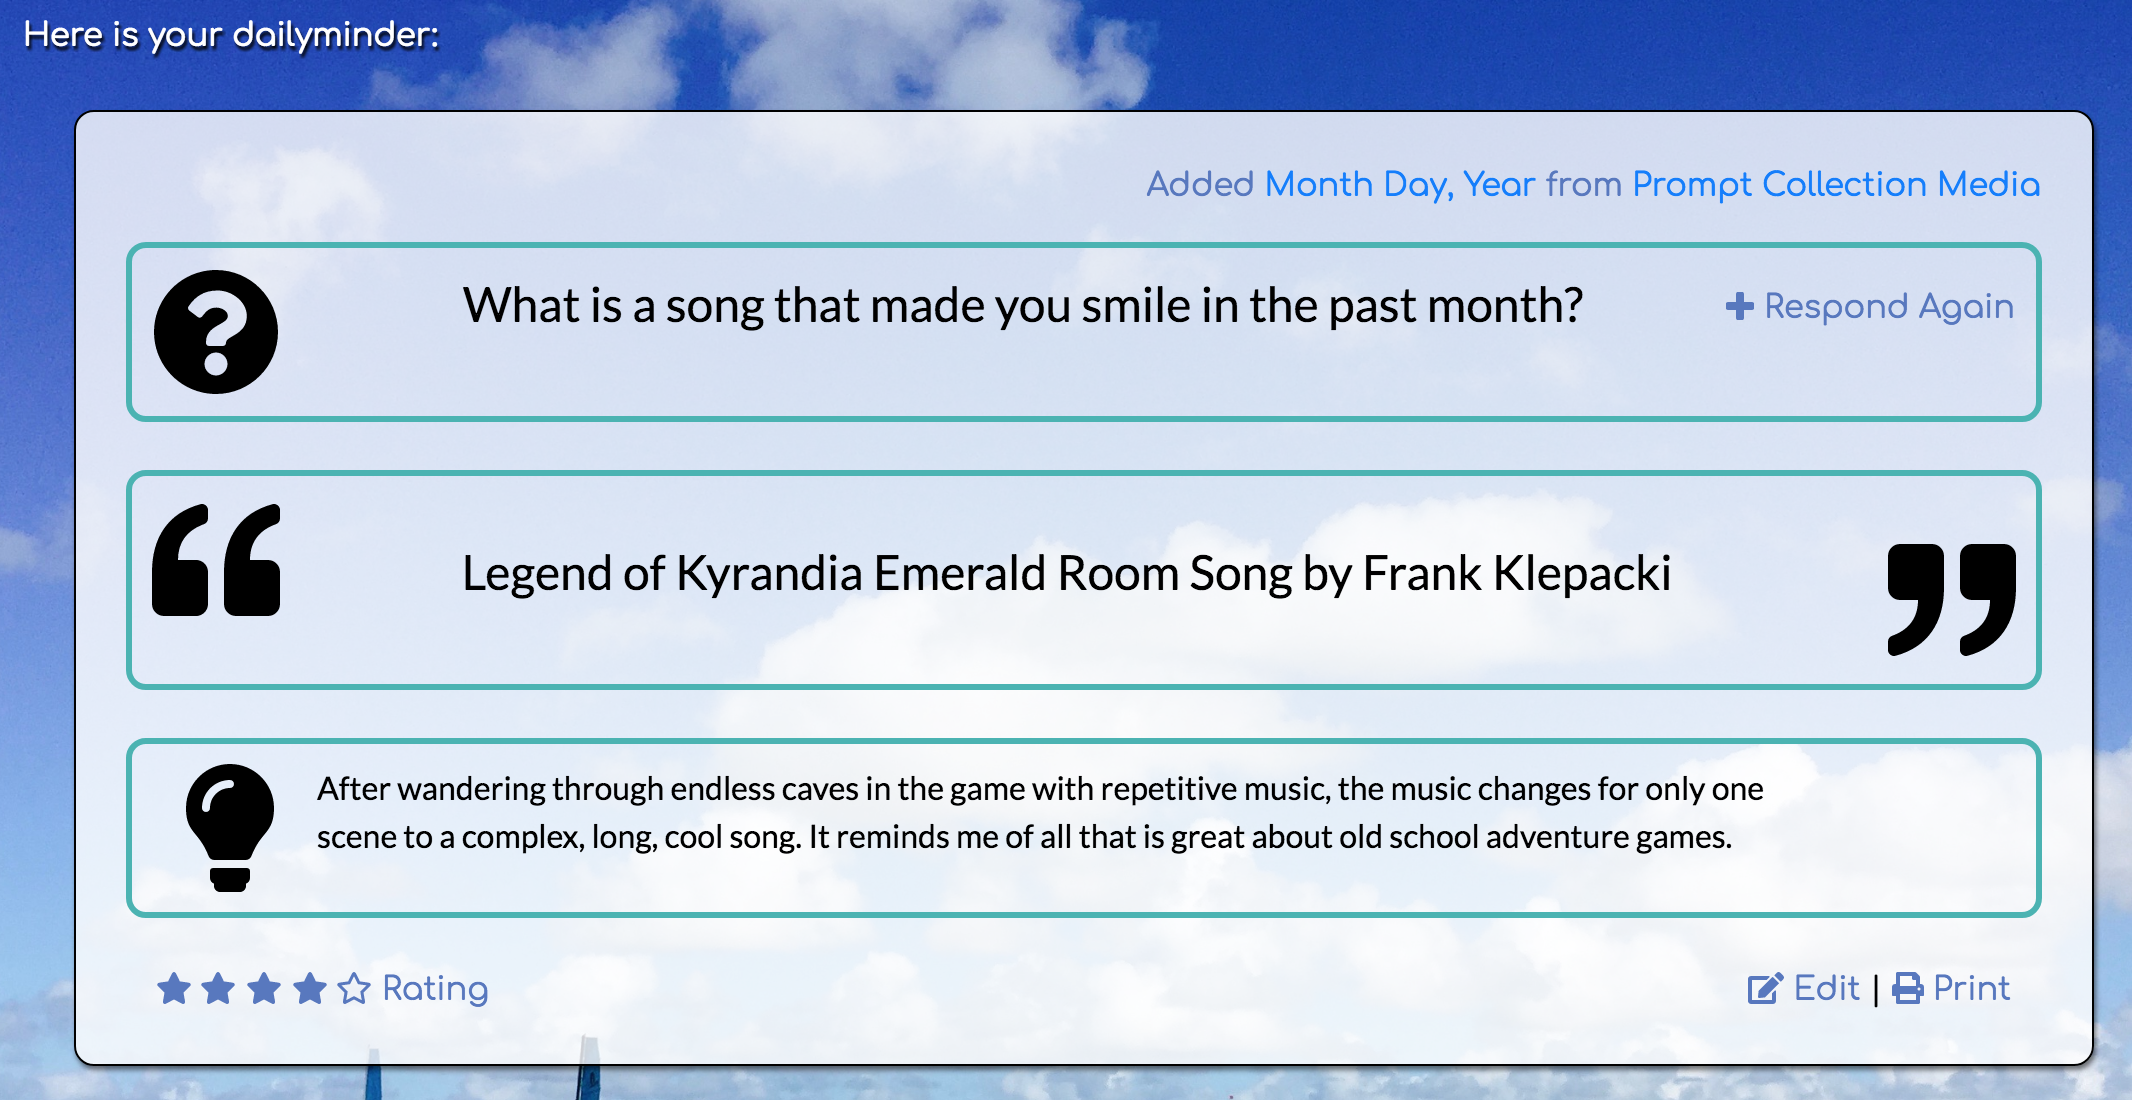 Here is your dailyminder:
Added Month Day, Year from Prompt Collection Media
What is a song that made you smile in the past month?
Respond Again
Legend of Kyrandia Emerald Room Song by Frank Klepacki
After wandering through endless caves in the game with repetitive music, the music changes for only one
scene to a complex, long, cool song. It reminds me of all that is great about old school adventure games.
Rating
Edit | Print